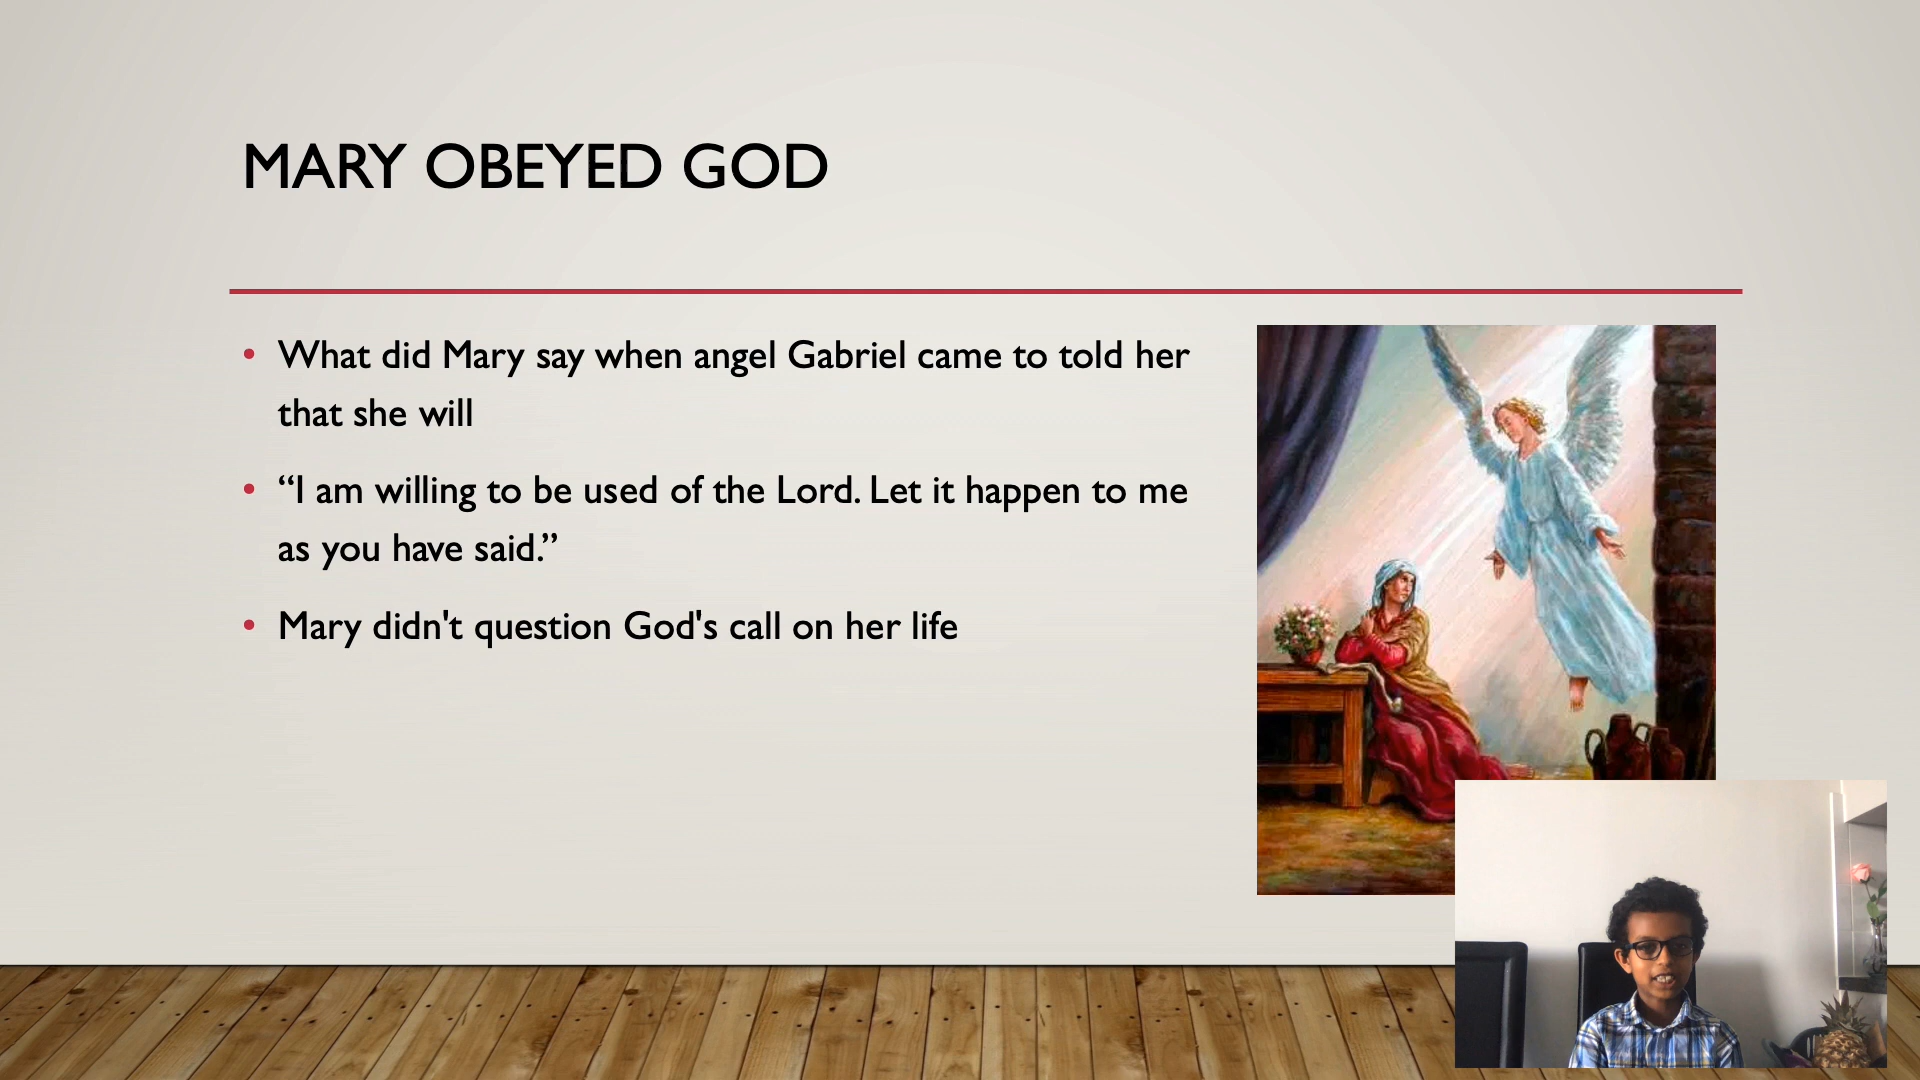 MARY OBEYED GOD
• What did Mary say when angel Gabriel came to told her
that she will
• “I am willing to be used of the Lord. Let it happen to me
as you have said.”
• Mary didn't question God's call on her life